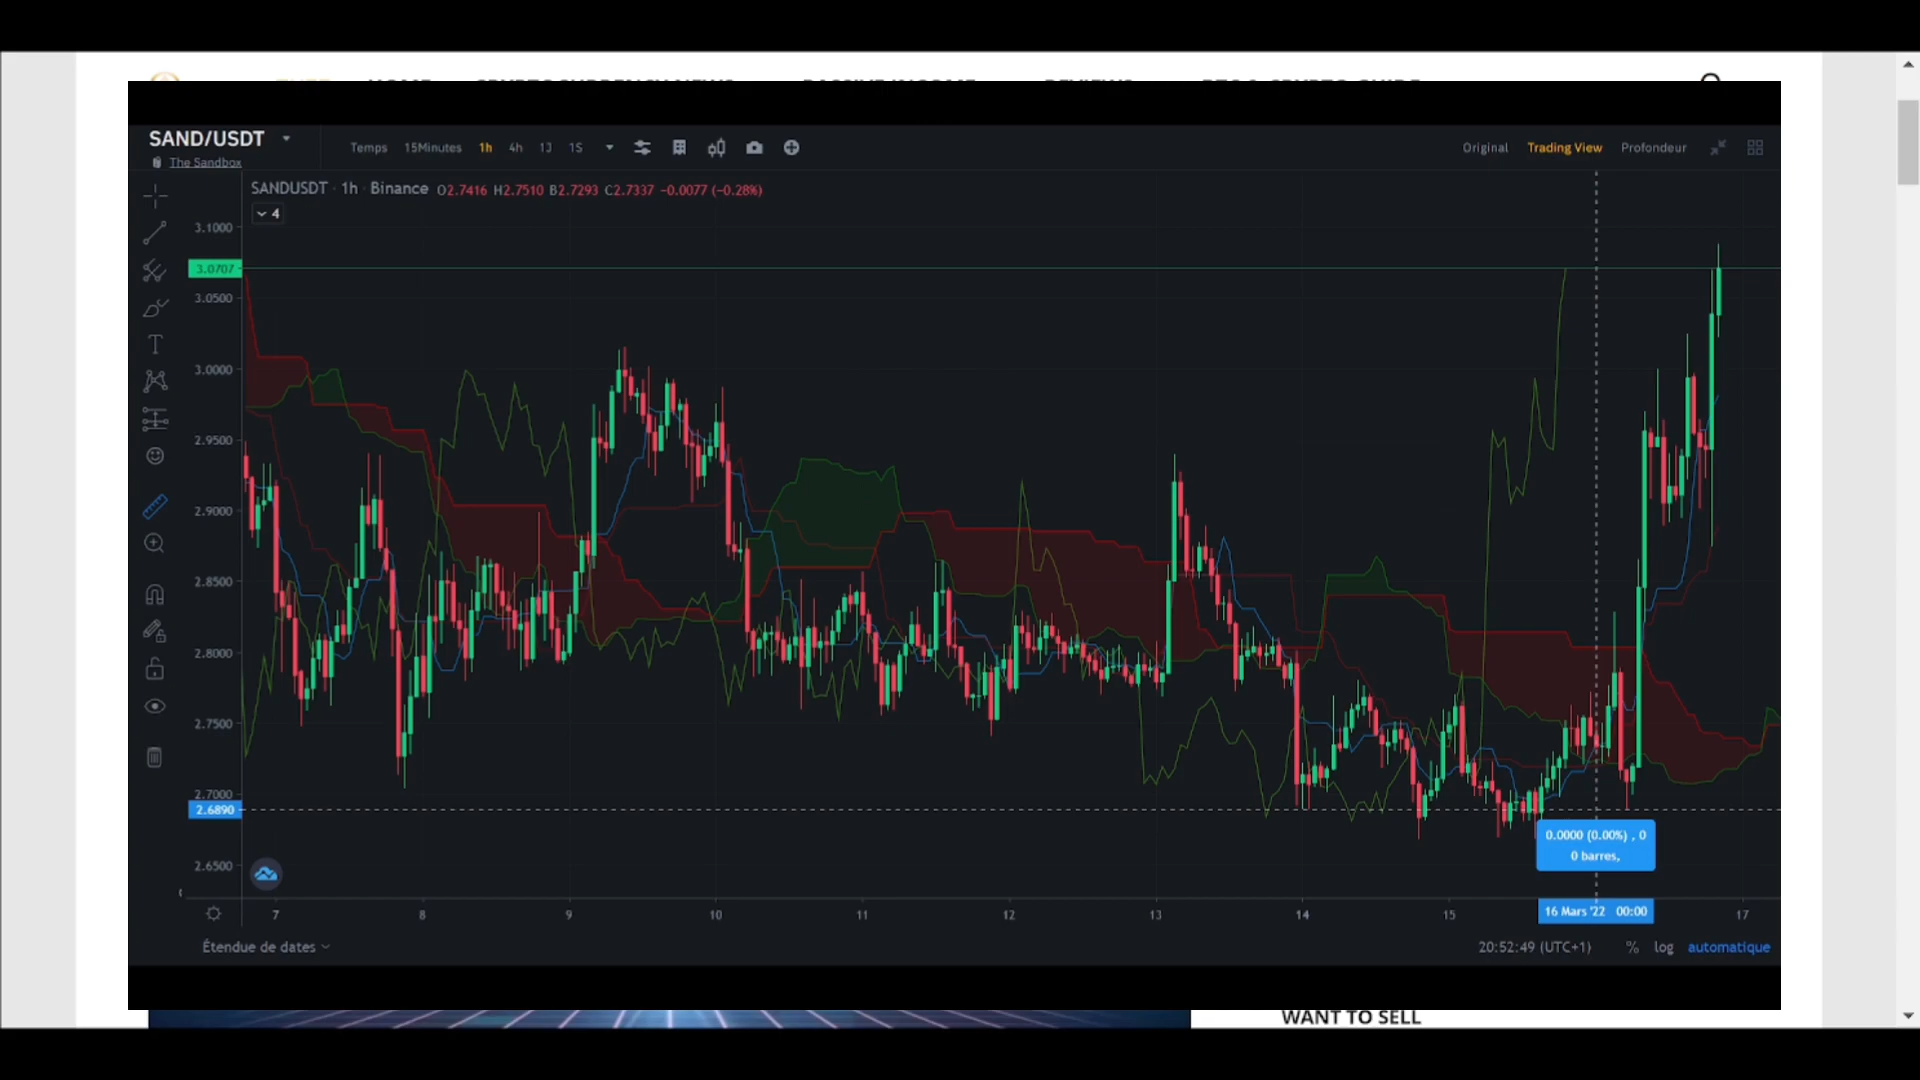 SAND/USDT
The Sandbox
Temps 15Minutes 1h 4h 1J 1S
Original Trading View Profondeur
SANDUSDT · 1h · Binance O2.7416 H2.7510 B2.7293 C2.7337 −0.0077 (−0.28%)
4
3.1000
3.0707
3.0500
3.0000
2.9500
2.9000
2.8500
2.8000
2.7500
2.7000
2.6890
0.0000 (0.00%) , 0
0 barres,
2.6500
7 8 9 10 11 12 13 14 15 16 Mars '22 00:00 17
Étendue de dates
20:52:49 (UTC+1) % log automatique
WANT TO SELL